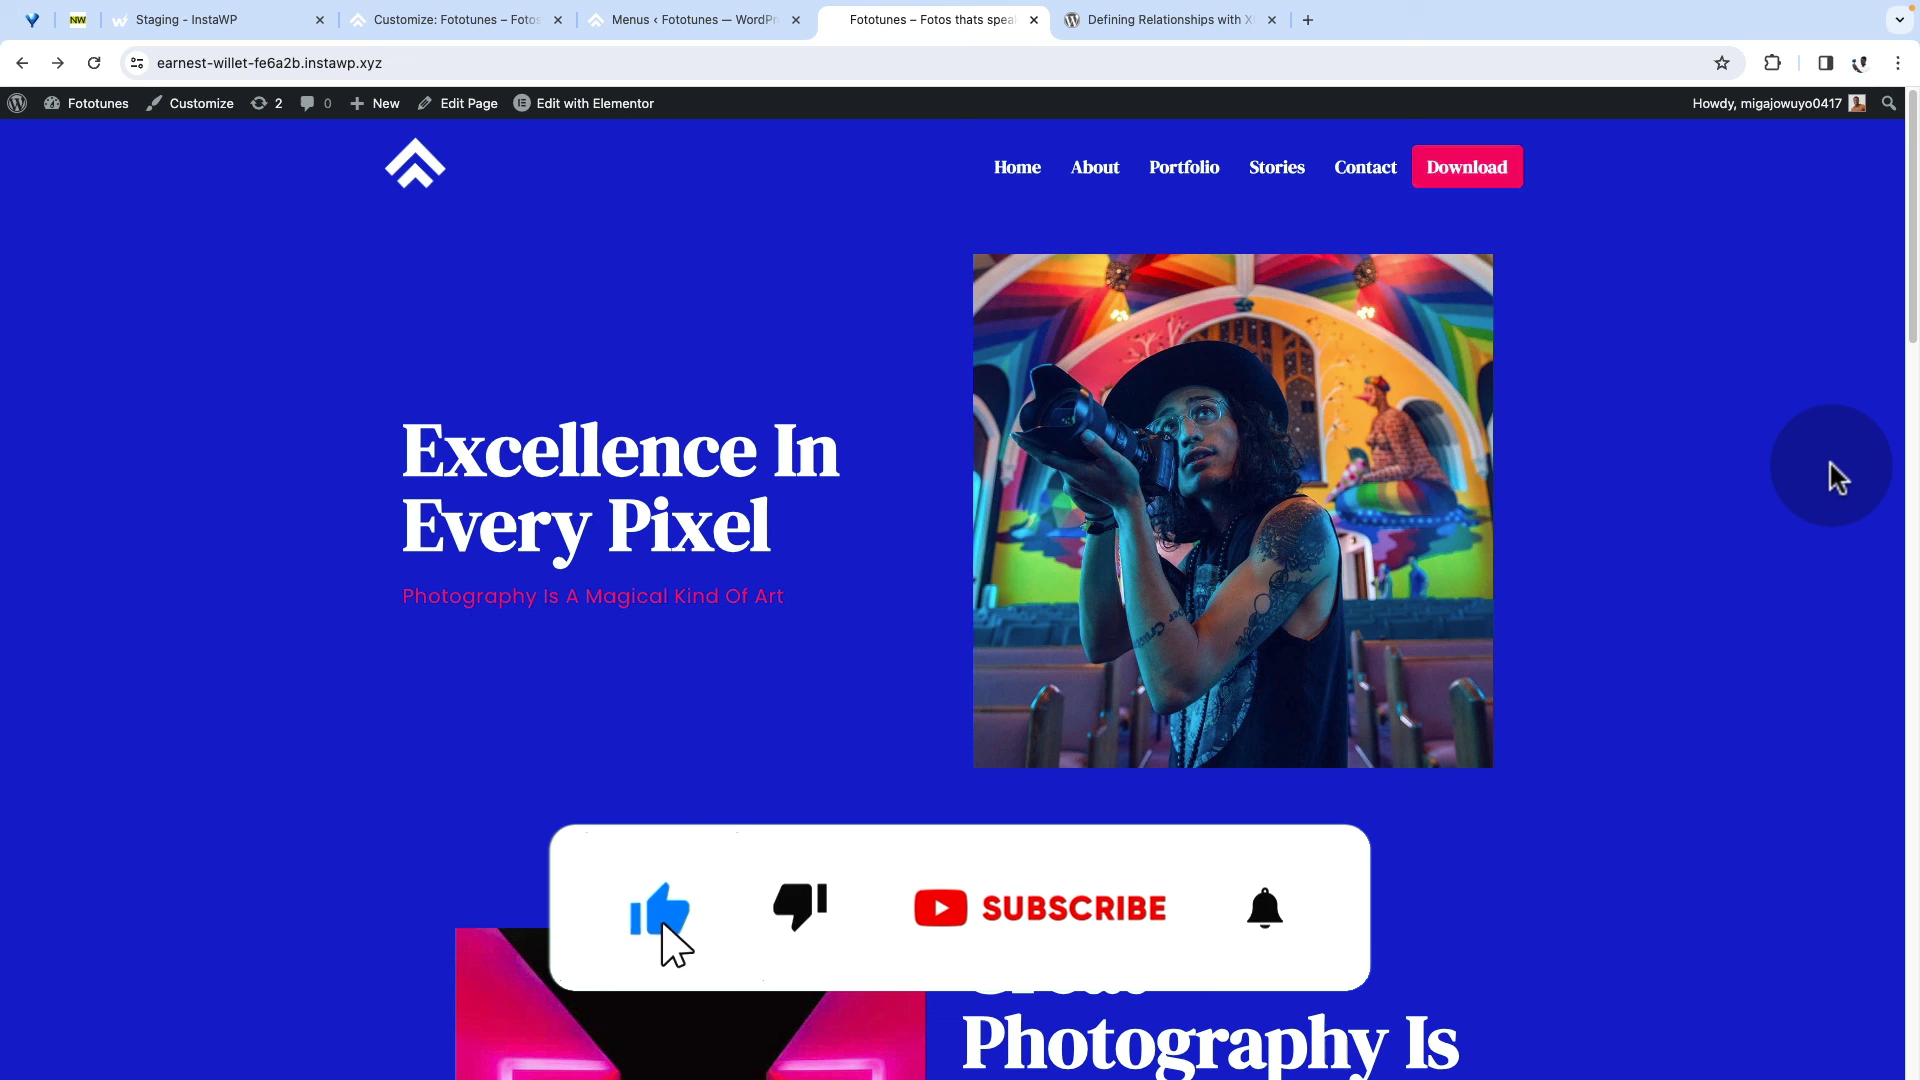 NW
Staging - InstaWP
Customize: Fototunes – Fotos
Menus ‹ Fototunes — WordPr
Fototunes – Fotos thats spea
Defining Relationships with X
earnest-willet-fe6a2b.instawp.xyz
Fototunes
Customize
2
0
New
Edit Page
Edit with Elementor
Howdy, migajowuyo0417
Home
About
Portfolio
Stories
Contact
Download
Excellence In
Every Pixel
Photography Is A Magical Kind Of Art
SUBSCRIBE
Photography Is